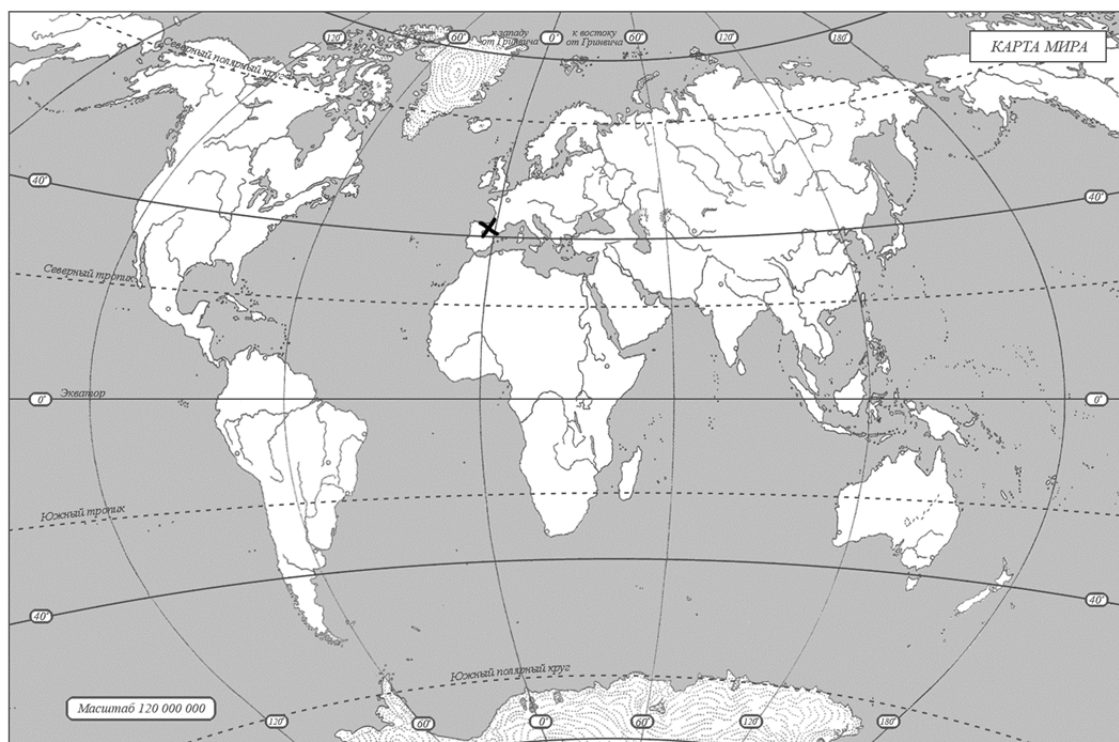 120°
60°
к западу
от Гринвича
0°
к востоку
от Гринвича
60°
120°
180°
КАРТА МИРА
Северный полярный круг
40°
40°
Северный тропик
0°
Экватор
0°
Южный тропик
40°
40°
Южный полярный круг
Масштаб 120 000 000
120°
60°
0°
60°
120°
180°